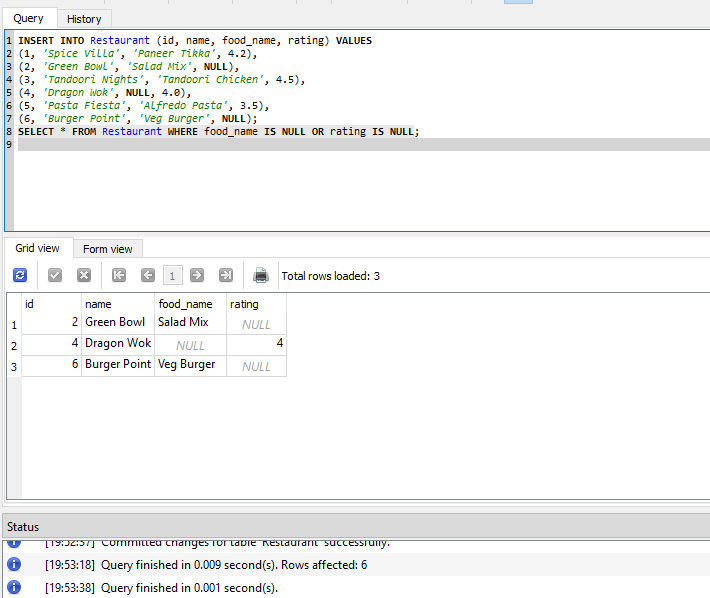 Query History
1 INSERT INTO Restaurant (id, name, food_name, rating) VALUES
2 (1, 'Spice Villa', 'Paneer Tikka', 4.2),
3 (2, 'Green Bowl', 'Salad Mix', NULL),
4 (3, 'Tandoori Nights', 'Tandoori Chicken', 4.5),
5 (4, 'Dragon Wok', NULL, 4.0),
6 (5, 'Pasta Fiesta', 'Alfredo Pasta', 3.5),
7 (6, 'Burger Point', 'Veg Burger', NULL);
8 SELECT * FROM Restaurant WHERE food_name IS NULL OR rating IS NULL;
9
Grid view Form view
1 Total rows loaded: 3
id name food_name rating
1 2 Green Bowl Salad Mix NULL
2 4 Dragon Wok NULL 4
3 6 Burger Point Veg Burger NULL
Status
[19:52:57] Committed changes for table 'Restaurant' successfully.
[19:53:18] Query finished in 0.009 second(s). Rows affected: 6
[19:53:38] Query finished in 0.001 second(s).